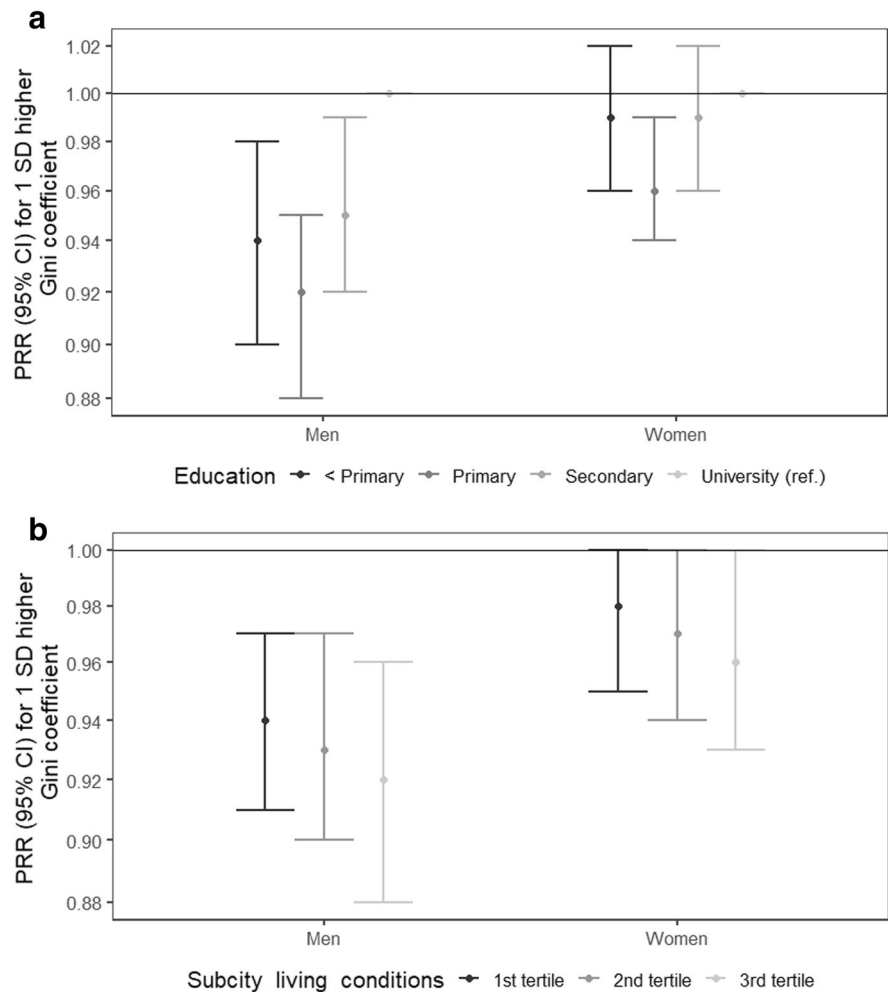 a
PRR (95% CI) for 1 SD higher
Gini coefficient
1.02
1.00
0.98
0.96
0.94
0.92
0.90
0.88
Men Women
Education < Primary Primary Secondary University (ref.)
b
PRR (95% CI) for 1 SD higher
Gini coefficient
1.00
0.98
0.96
0.94
0.92
0.90
0.88
Men Women
Subcity living conditions 1st tertile 2nd tertile 3rd tertile